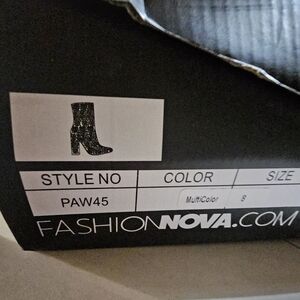 STYLE NO COLOR SIZE
PAW45 MultiColor 8
FASHIONNOVA.COM